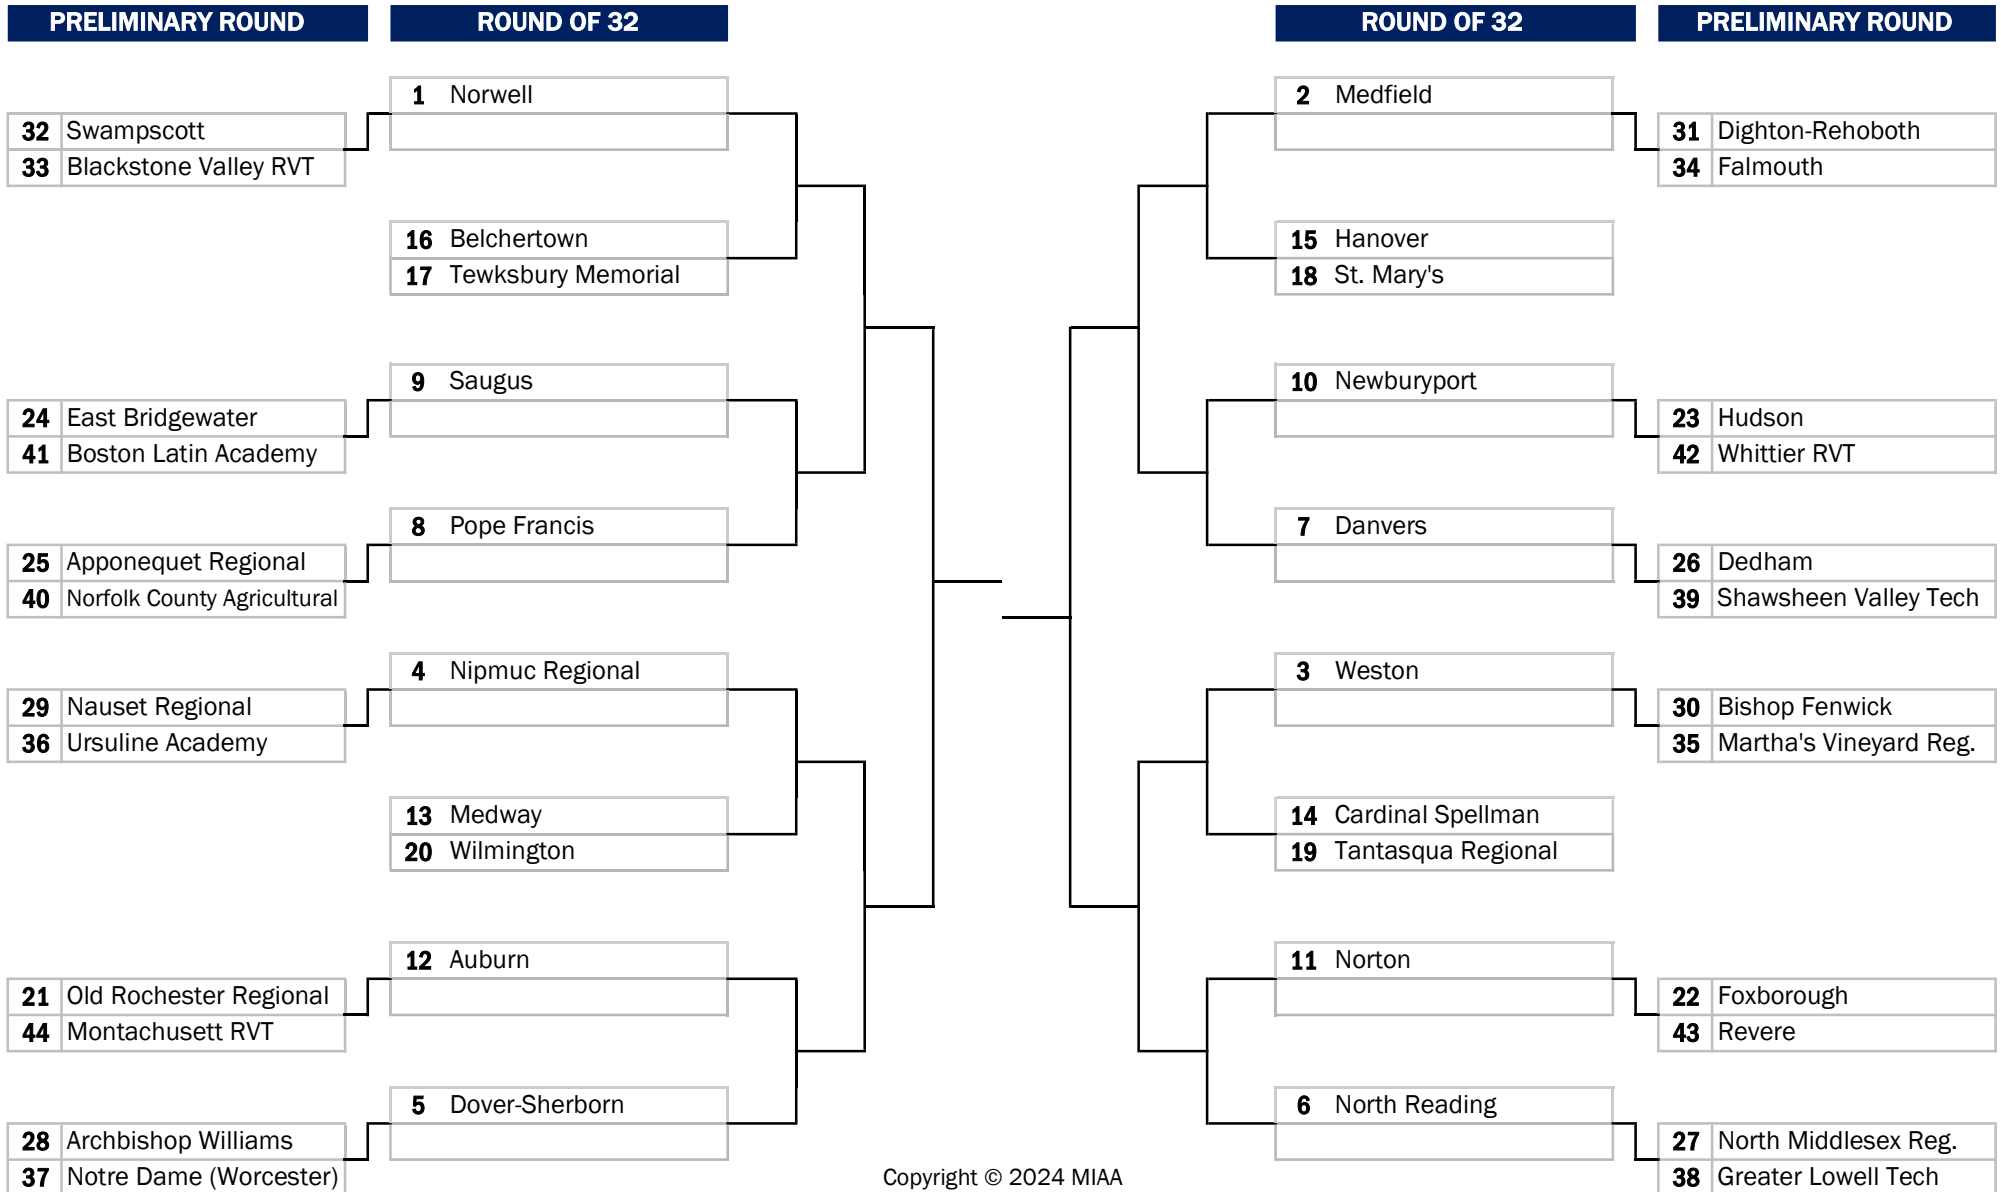 PRELIMINARY ROUND
ROUND OF 32
ROUND OF 32
PRELIMINARY ROUND
1 Norwell
32 Swampscott
33 Blackstone Valley RVT
16 Belchertown
17 Tewksbury Memorial
9 Saugus
24 East Bridgewater
41 Boston Latin Academy
8 Pope Francis
25 Apponequet Regional
40 Norfolk County Agricultural
4 Nipmuc Regional
29 Nauset Regional
36 Ursuline Academy
13 Medway
20 Wilmington
12 Auburn
21 Old Rochester Regional
44 Montachusett RVT
5 Dover-Sherborn
28 Archbishop Williams
37 Notre Dame (Worcester)
2 Medfield
31 Dighton-Rehoboth
34 Falmouth
15 Hanover
18 St. Mary's
10 Newburyport
23 Hudson
42 Whittier RVT
7 Danvers
26 Dedham
39 Shawsheen Valley Tech
3 Weston
30 Bishop Fenwick
35 Martha's Vineyard Reg.
14 Cardinal Spellman
19 Tantasqua Regional
11 Norton
22 Foxborough
43 Revere
6 North Reading
27 North Middlesex Reg.
38 Greater Lowell Tech
Copyright © 2024 MIAA